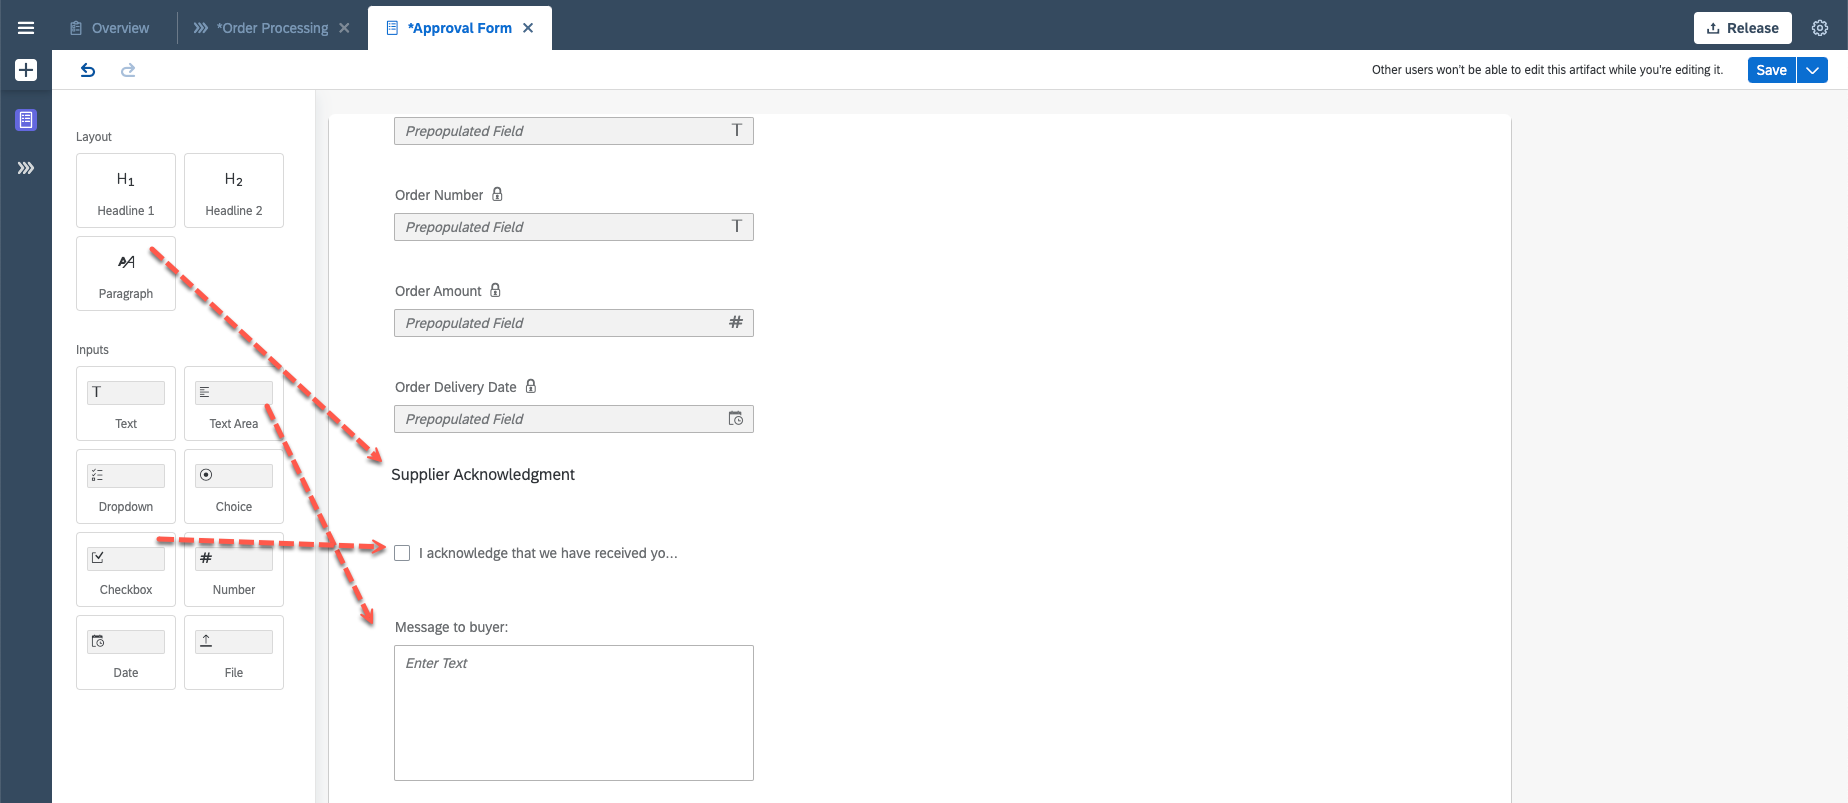 Overview
*Order Processing
*Approval Form
Release
Other users won't be able to edit this artifact while you're editing it.
Save
Layout
H1
Headline 1
H2
Headline 2
AA
Paragraph
Inputs
T
Text
Text Area
Dropdown
Choice
Checkbox
#
Number
Date
File
Prepopulated Field
T
Order Number
Prepopulated Field
T
Order Amount
Prepopulated Field
#
Order Delivery Date
Prepopulated Field
Supplier Acknowledgment
I acknowledge that we have received yo...
Message to buyer:
Enter Text